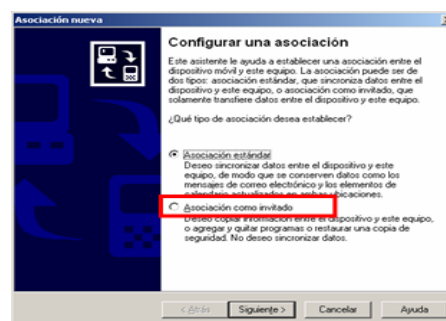 Asociación nueva
Configurar una asociación
Este asistente le ayuda a establecer una asociación entre el
dispositivo móvil y este equipo. La asociación puede ser de
dos tipos: asociación estándar, que sincroniza datos entre el
dispositivo y este equipo, o asociación como invitado, que
solamente transfiere datos entre el dispositivo y este equipo.
¿Qué tipo de asociación desea establecer?
Asociación estándar
Deseo sincronizar datos entre el dispositivo y este
equipo, de modo que se conserven datos como los
mensajes de correo electrónico y los elementos de
calendario actualizados en ambas ubicaciones.
Asociación como invitado
Deseo copiar información entre el dispositivo y este equipo,
o agregar y quitar programas o restaurar una copia de
seguridad. No deseo sincronizar datos.
< Atrás
Siguiente >
Cancelar
Ayuda